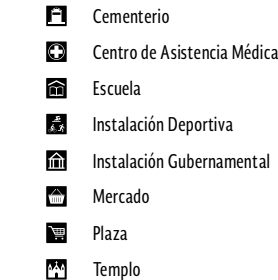 Cementerio
Centro de Asistencia Médica
Escuela
Instalación Deportiva
Instalación Gubernamental
Mercado
Plaza
Templo